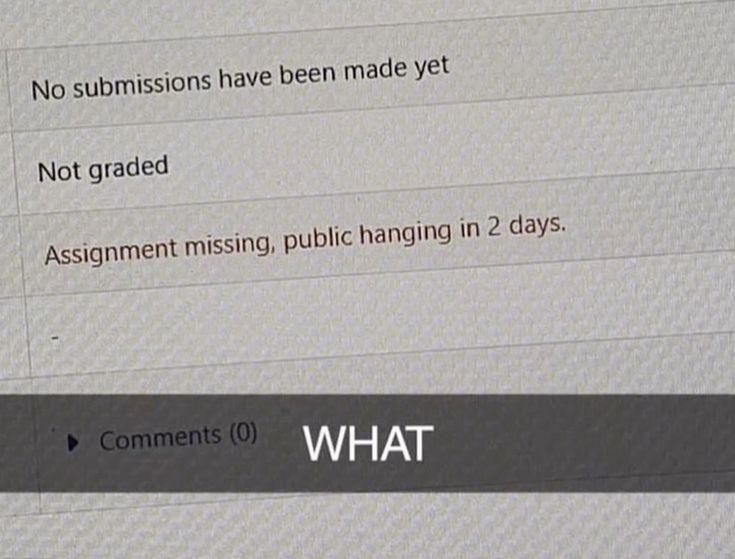 No submissions have been made yet
Not graded
Assignment missing, public hanging in 2 days.
-
Comments (0)
WHAT